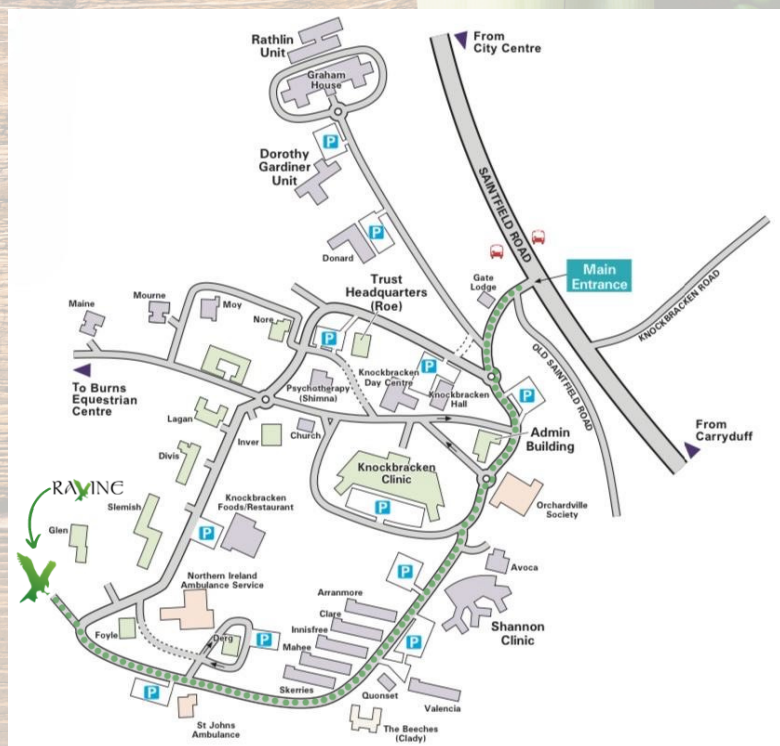 From
City Centre
Rathlin
Unit
Graham
House
P
Dorothy
Gardiner
Unit
P
SAINTFIELD ROAD
Donard
Gate
Lodge
Main
Entrance
KNOCKBRACKEN ROAD
Trust
Headquarters
(Roe)
Maine
Mourne
Moy
Nore
P
OLD SAINTFIELD ROAD
To Burns
Equestrian
Centre
Psychotherapy
(Shimna)
Knockbracken
Day Centre
P
Knockbracken
Hall
P
From
Carryduff
Lagan
Inver
Church
Admin
Building
Divis
Knockbracken
Clinic
P
Orchardville
Society
RAVINE
Slemish
Glen
Knockbracken
Foods/Restaurant
P
Avoca
P
Northern Ireland
Ambulance Service
Arranmore
Clare
Innisfree
Mahee
Skerries
Shannon
Clinic
P
Foyle
Derg
P
P
St Johns
Ambulance
Quonset
Valencia
The Beeches
(Clady)